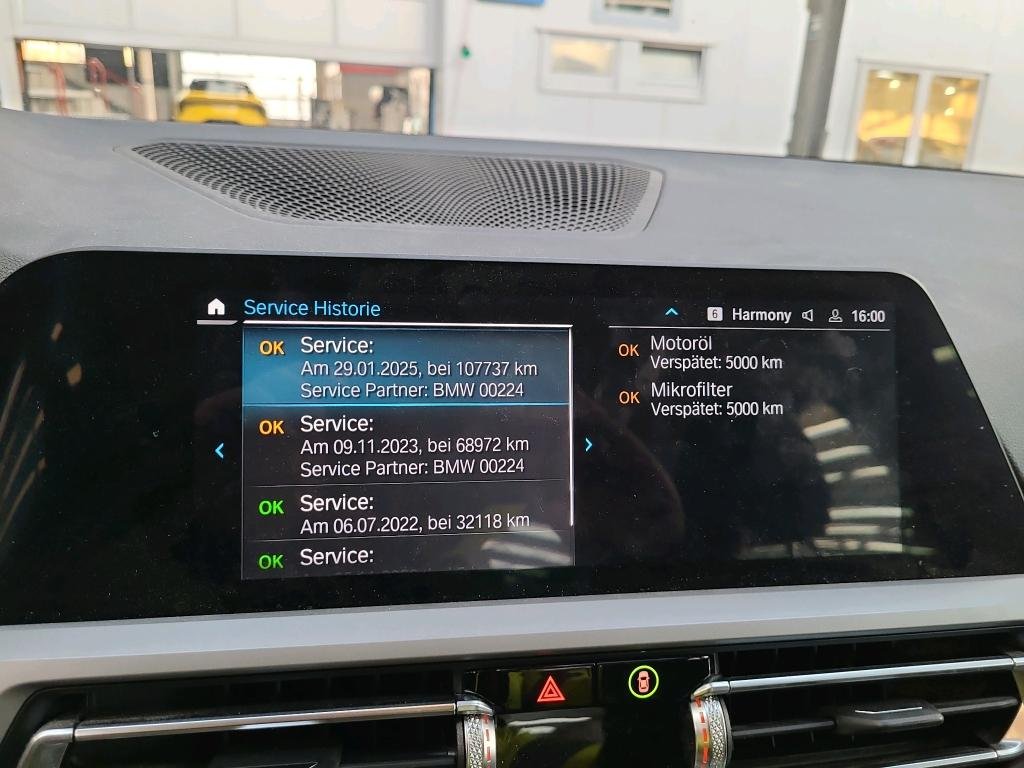 Service Historie
6 Harmony 16:00
OK Service:
Am 29.01.2025, bei 107737 km
Service Partner: BMW 00224
OK Service:
Am 09.11.2023, bei 68972 km
Service Partner: BMW 00224
OK Service:
Am 06.07.2022, bei 32118 km
OK Service:
OK Motoröl
Verspätet: 5000 km
OK Mikrofilter
Verspätet: 5000 km